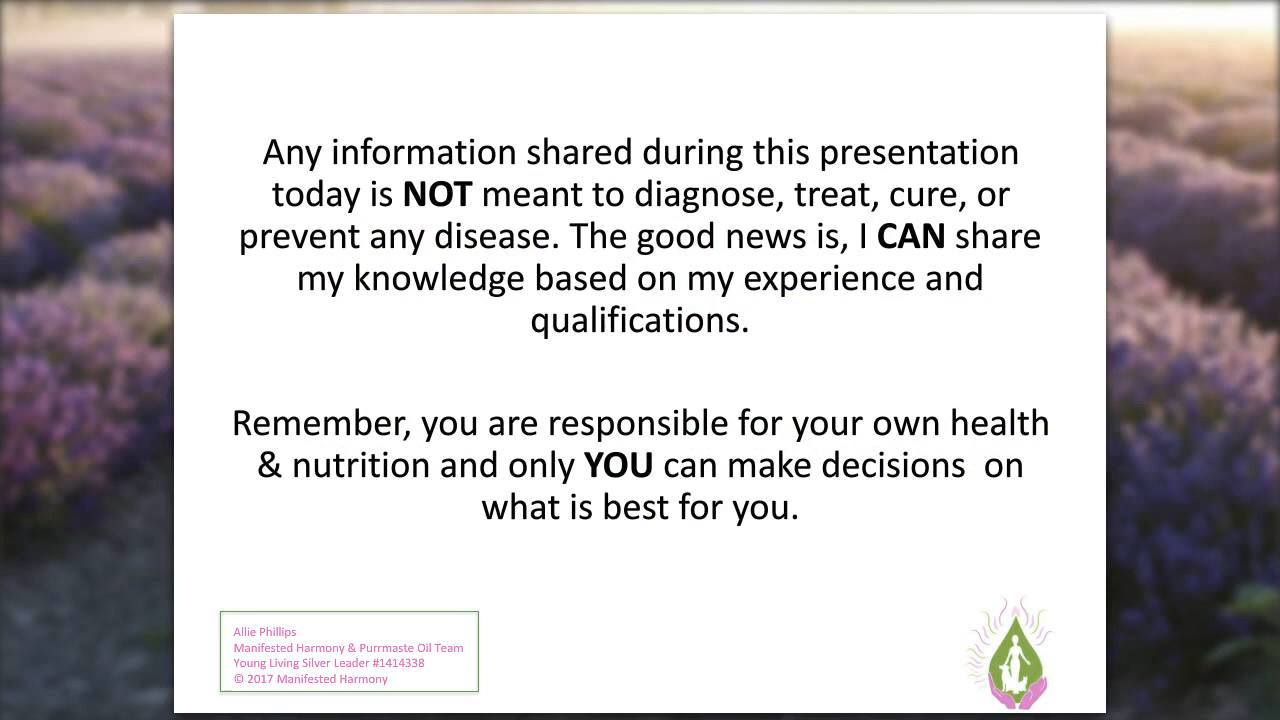 Any information shared during this presentation
today is NOT meant to diagnose, treat, cure, or
prevent any disease. The good news is, I CAN share
my knowledge based on my experience and
qualifications.
Remember, you are responsible for your own health
& nutrition and only YOU can make decisions  on
what is best for you.
Allie Phillips
Manifested Harmony & Purrmaste Oil Team
Young Living Silver Leader #1414338
© 2017 Manifested Harmony